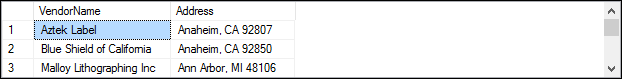 VendorName Address
1 Aztek Label Anaheim, CA 92807
2 Blue Shield of California Anaheim, CA 92850
3 Malloy Lithographing Inc Ann Arbor, MI 48106